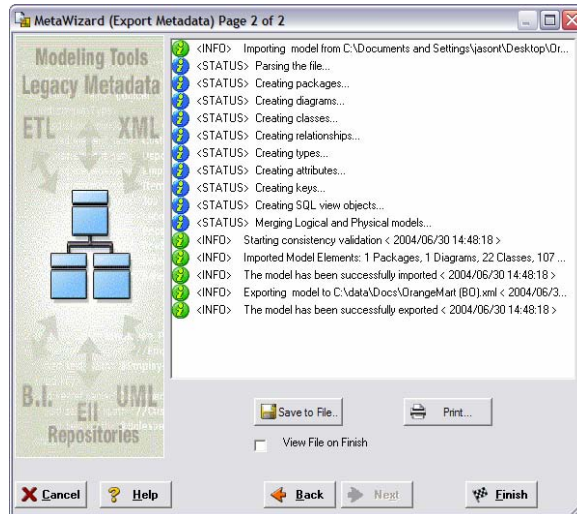 MetaWizard (Export Metadata) Page 2 of 2
Modeling Tools
Legacy Metadata
ETL XML
B.I. EII UML
Repositories
<INFO> Importing model from C:\Documents and Settings\jasont\Desktop\Or...
<STATUS> Parsing the file...
<STATUS> Creating packages...
<STATUS> Creating diagrams...
<STATUS> Creating classes...
<STATUS> Creating relationships...
<STATUS> Creating types...
<STATUS> Creating attributes...
<STATUS> Creating keys...
<STATUS> Creating SQL view objects...
<STATUS> Merging Logical and Physical models...
<INFO> Starting consistency validation < 2004/06/30 14:48:18 >
<INFO> Imported Model Elements: 1 Packages, 1 Diagrams, 22 Classes, 107 ...
<INFO> The model has been successfully imported < 2004/06/30 14:48:18 >
<INFO> Exporting model to C:\data\Docs\OrangeMart (BO).xml < 2004/06/3...
<INFO> The model has been successfully exported < 2004/06/30 14:48:18 >
Save to File.. Print...
View File on Finish
Cancel Help Back Next Finish